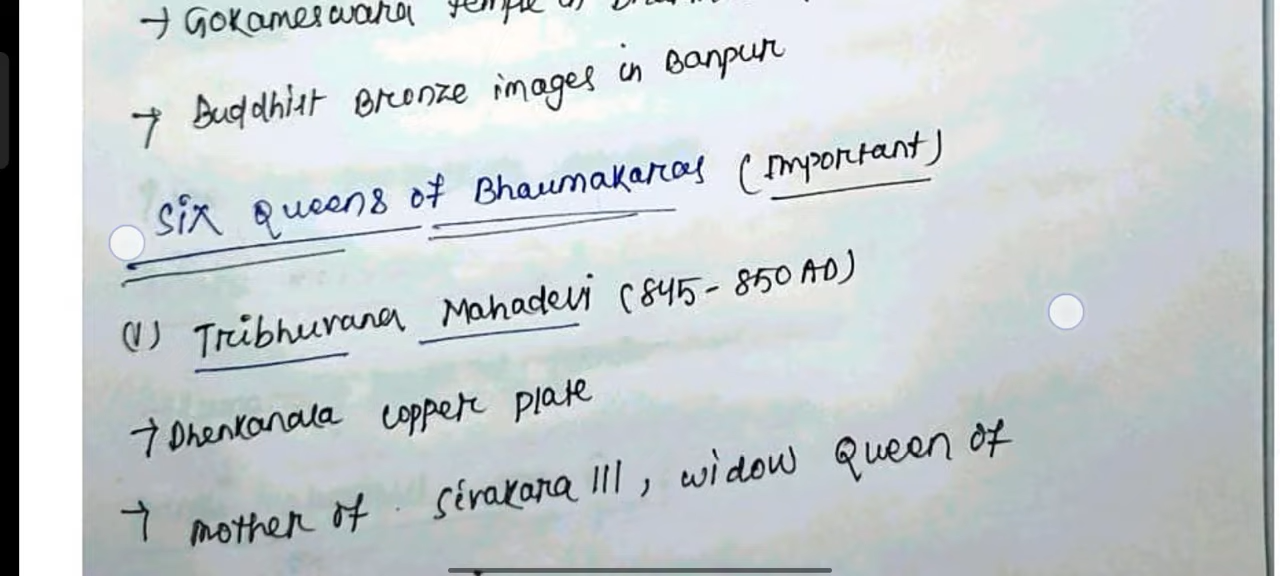 → Gokameswara
→ Buddhist Bronze images in Banpur
Six Queens of Bhaumakaras (Important)
(1) Tribhuvana Mahadevi (845-850 AD)
→ Dhenkanala copper plate
→ mother of Sivakara III, widow Queen of